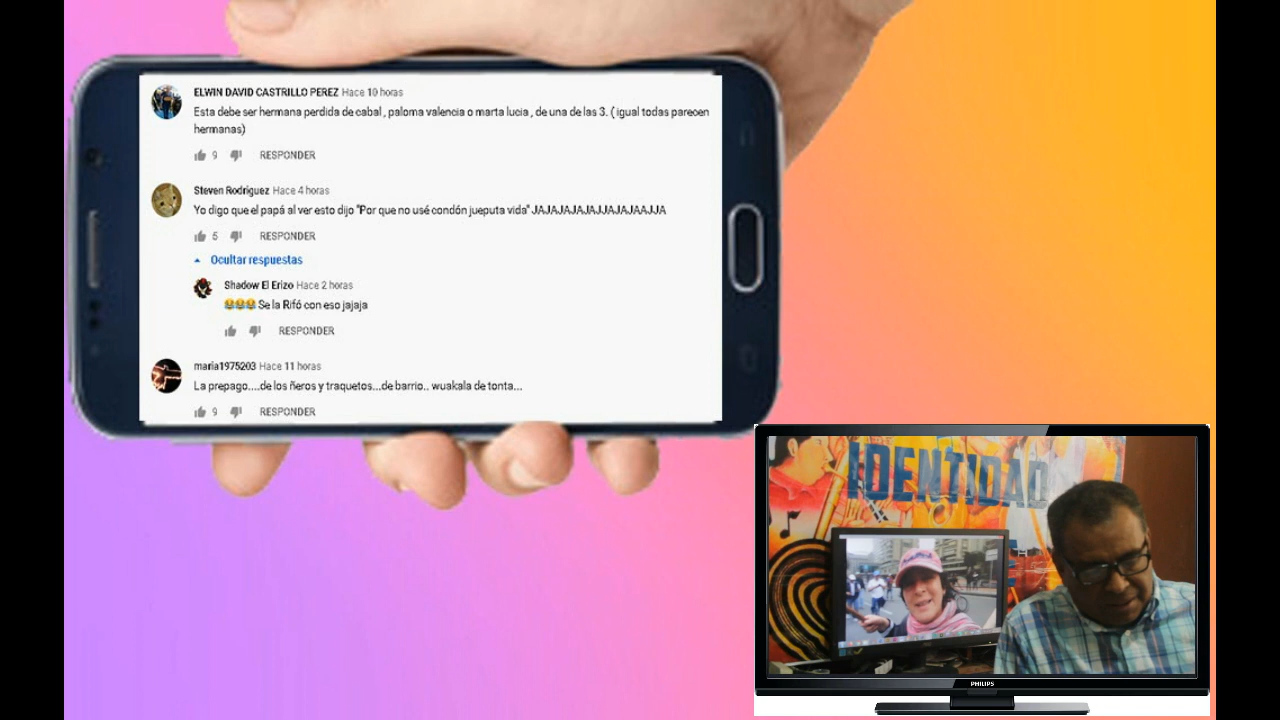 ELWIN DAVID CASTRILLO PEREZ Hace 10 horas
Esta debe ser hermana perdida de cabal , paloma valencia o marta lucia , de una de las 3. ( igual todas parecen
hermanas)
9 RESPONDER
Steven Rodriguez Hace 4 horas
Yo digo que el papá al ver esto dijo "Por que no usé condón jueputa vida" JAJAJAJAJAJJAJAJAAJJA
5 RESPONDER
Ocultar respuestas
Shadow El Erizo Hace 2 horas
😂😂😂 Se la Rifó con eso jajaja
RESPONDER
maria1975203 Hace 11 horas
La prepago....de los ñeros y traquetos...de barrio.. wuakala de tonta...
9 RESPONDER
IDENTIDAD
PHILIPS